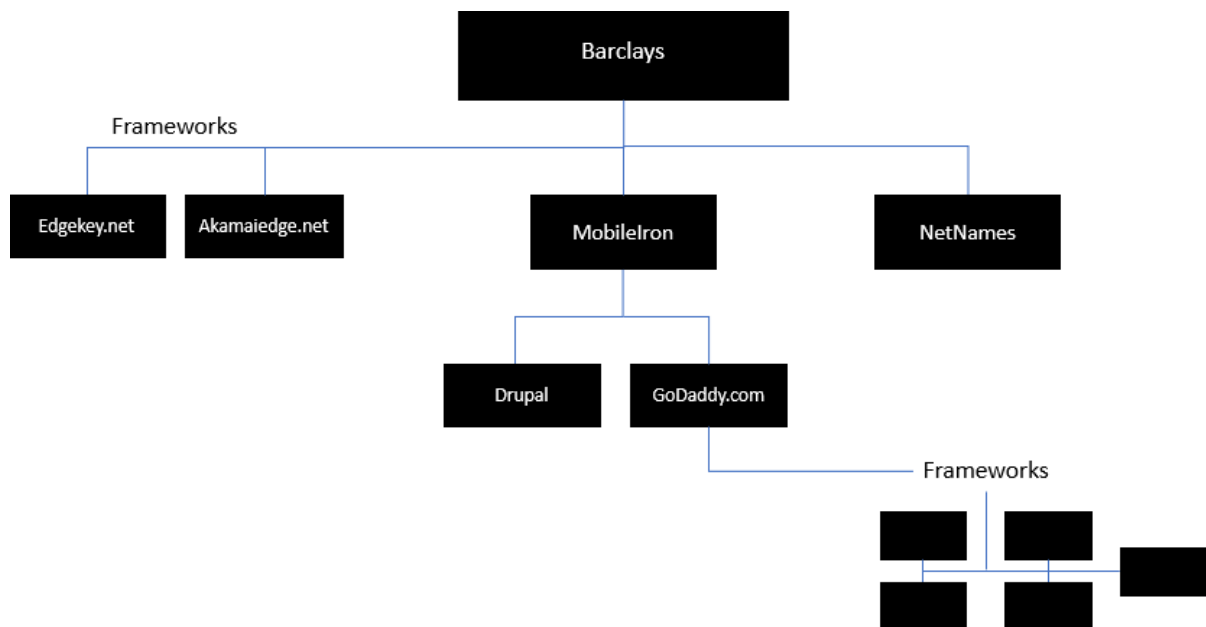 Barclays
Frameworks
Edgekey.net
Akamaiedge.net
MobileIron
NetNames
Drupal
GoDaddy.com
Frameworks